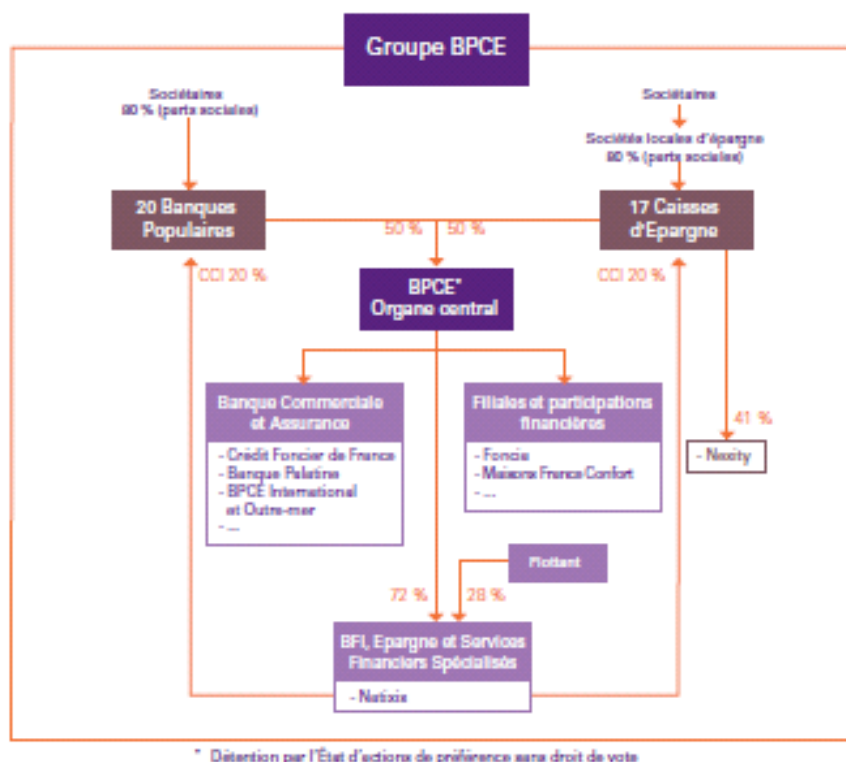 Groupe BPCE
Sociétaires
80 % (parts sociales)
Sociétaires
Sociétés locales d'épargne
80 % (parts sociales)
20 Banques
Populaires
17 Caisses
d'Epargne
50 %
50 %
CCI 20 %
CCI 20 %
BPCE*
Organe central
Banque Commerciale
et Assurance
- Crédit Foncier de France
- Banque Palatine
- BPCE International
et Outre-mer
- ...
Filiales et participations
financières
- Foncia
- Maisons France Confort
- ...
41 %
- Nexity
Flottant
72 %
28 %
BFI, Epargne et Services
Financiers Spécialisés
- Natixis
* Détention par l'État d'actions de préférence sans droit de vote